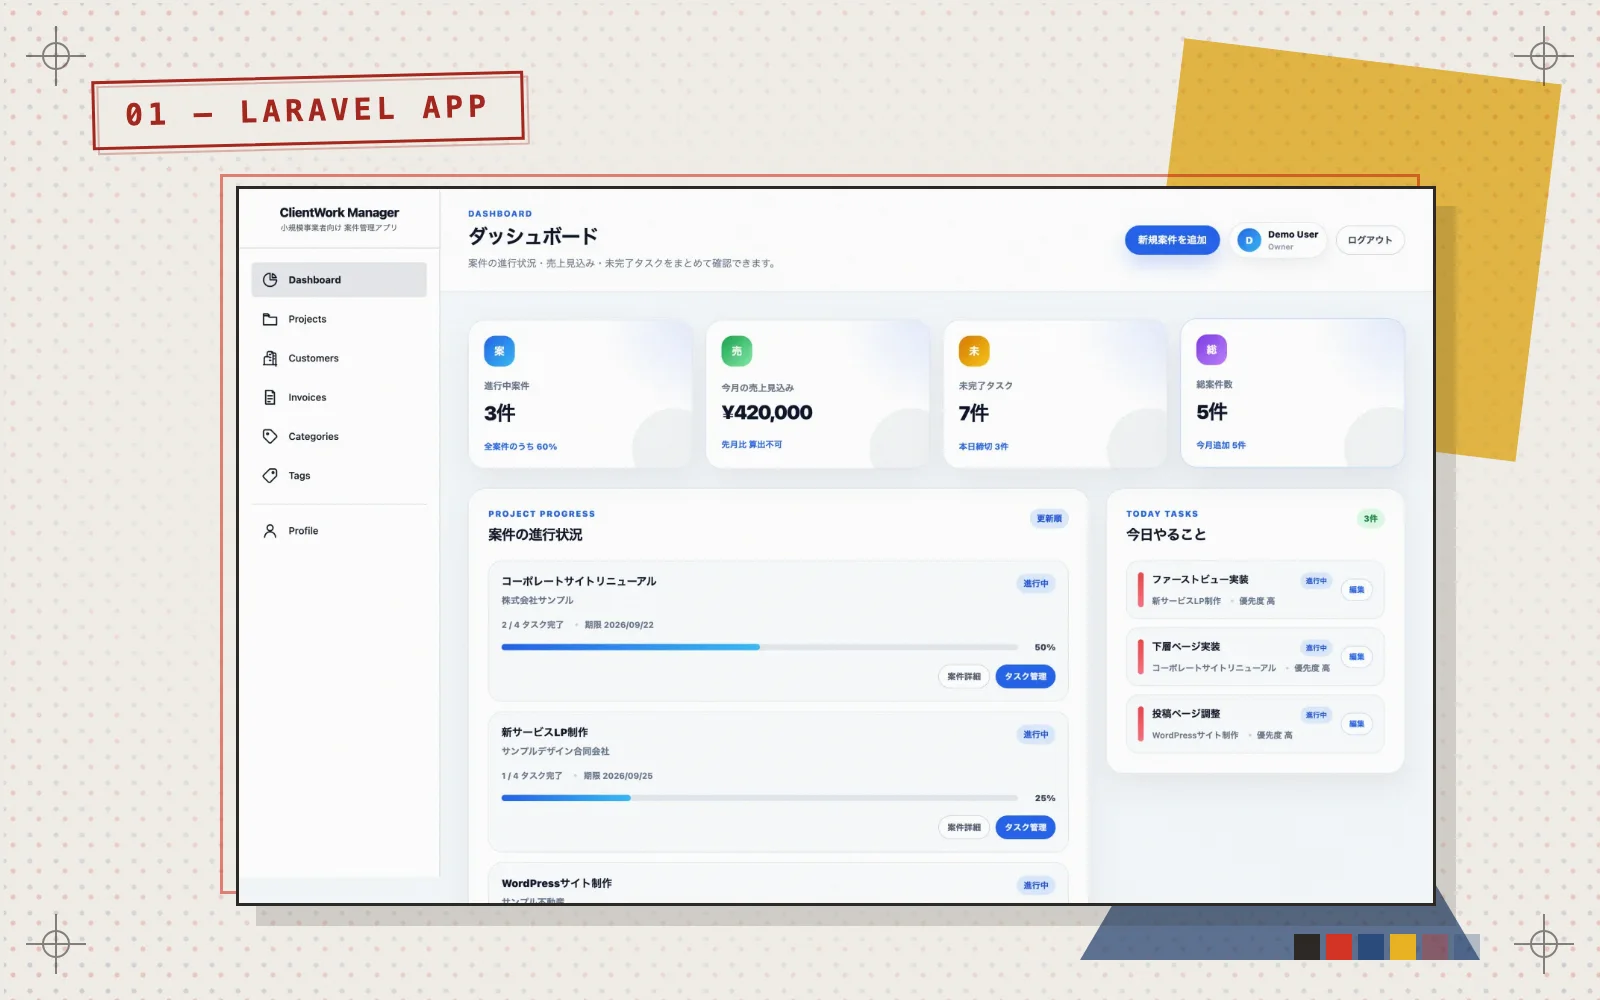 01 — LARAVEL APP
ClientWork Manager
小規模事業者向け 案件管理アプリ
Dashboard
Projects
Customers
Invoices
Categories
Tags
Profile
DASHBOARD
ダッシュボード
案件の進行状況・売上見込み・未完了タスクをまとめて確認できます。
新規案件を追加
D
Demo User
Owner
ログアウト
案
進行中案件
3件
全案件のうち 60%
売
今月の売上見込み
¥420,000
先月比 算出不可
未
未完了タスク
7件
本日締切 3件
総
総案件数
5件
今月追加 5件
PROJECT PROGRESS
案件の進行状況
更新順
コーポレートサイトリニューアル
進行中
株式会社サンプル
2 / 4 タスク完了 • 期限 2026/09/22
50%
案件詳細
タスク管理
新サービスLP制作
進行中
サンプルデザイン合同会社
1 / 4 タスク完了 • 期限 2026/09/25
25%
案件詳細
タスク管理
WordPressサイト制作
進行中
サンプル不動産
TODAY TASKS
今日やること
3件
ファーストビュー実装
進行中
編集
新サービスLP制作 • 優先度 高
下層ページ実装
進行中
編集
コーポレートサイトリニューアル • 優先度 高
投稿ページ調整
進行中
編集
WordPressサイト制作 • 優先度 高